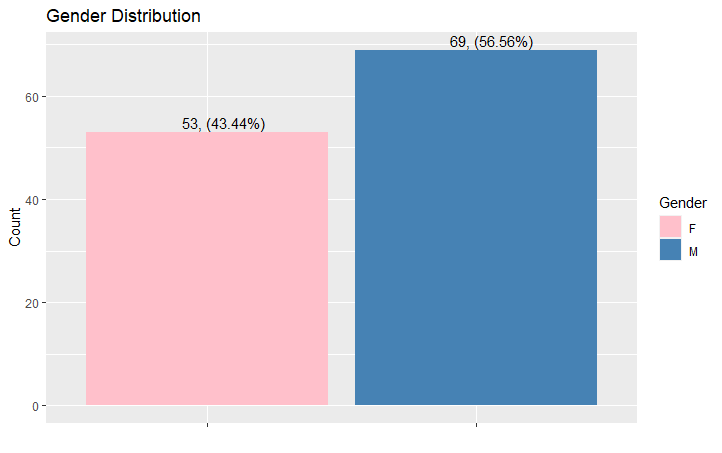 Gender Distribution
69, (56.56%)
53, (43.44%)
60
40
20
0
Count
Gender
F
M